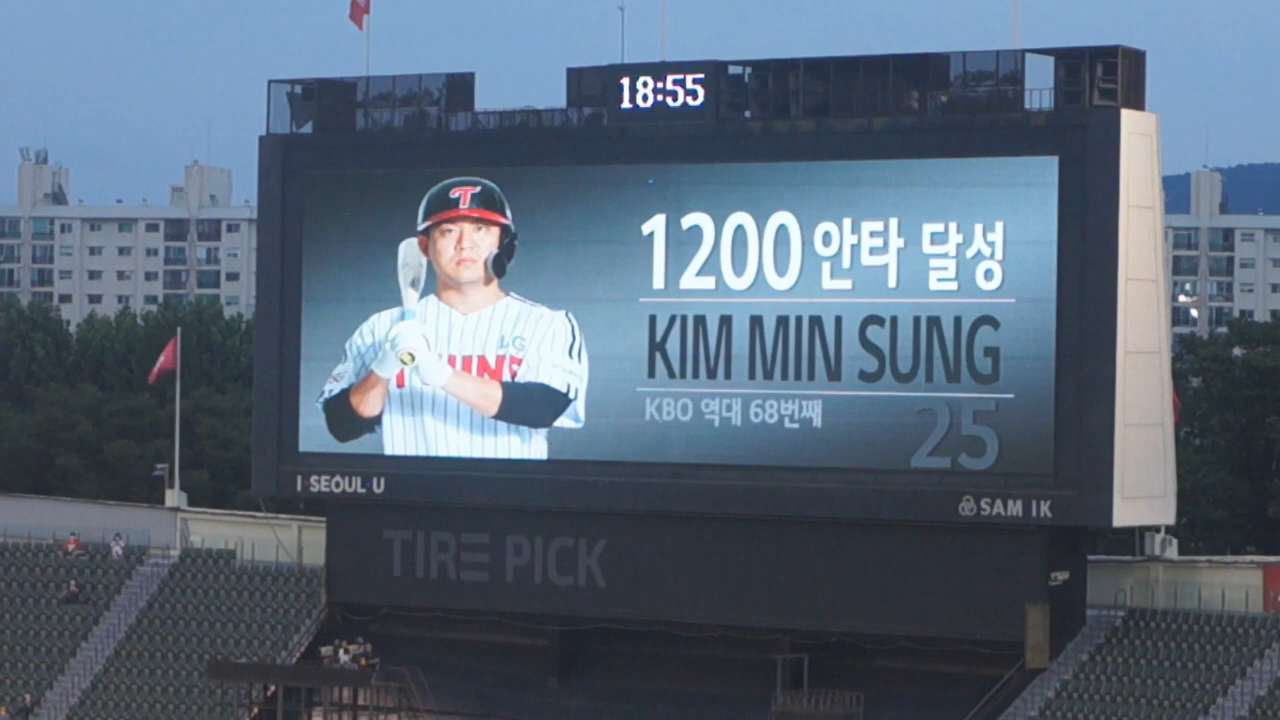 18:55
T
1200 안타 달성
KIM MIN SUNG
KBO 역대 68번째
25
LG
TWINS
I SEOUL U
SAM IK
TIRE PICK